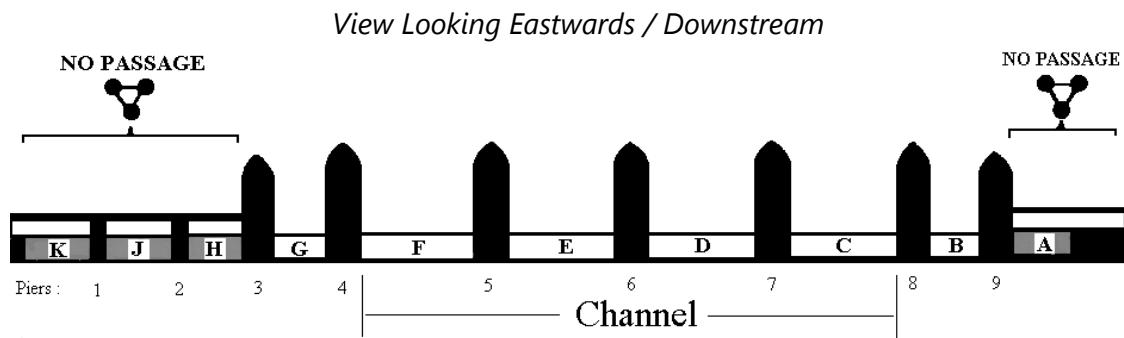 View Looking Eastwards / Downstream
NO PASSAGE
NO PASSAGE
K J H G F E D C B A
Piers : 1 2 3 4 5 6 7 8 9
Channel